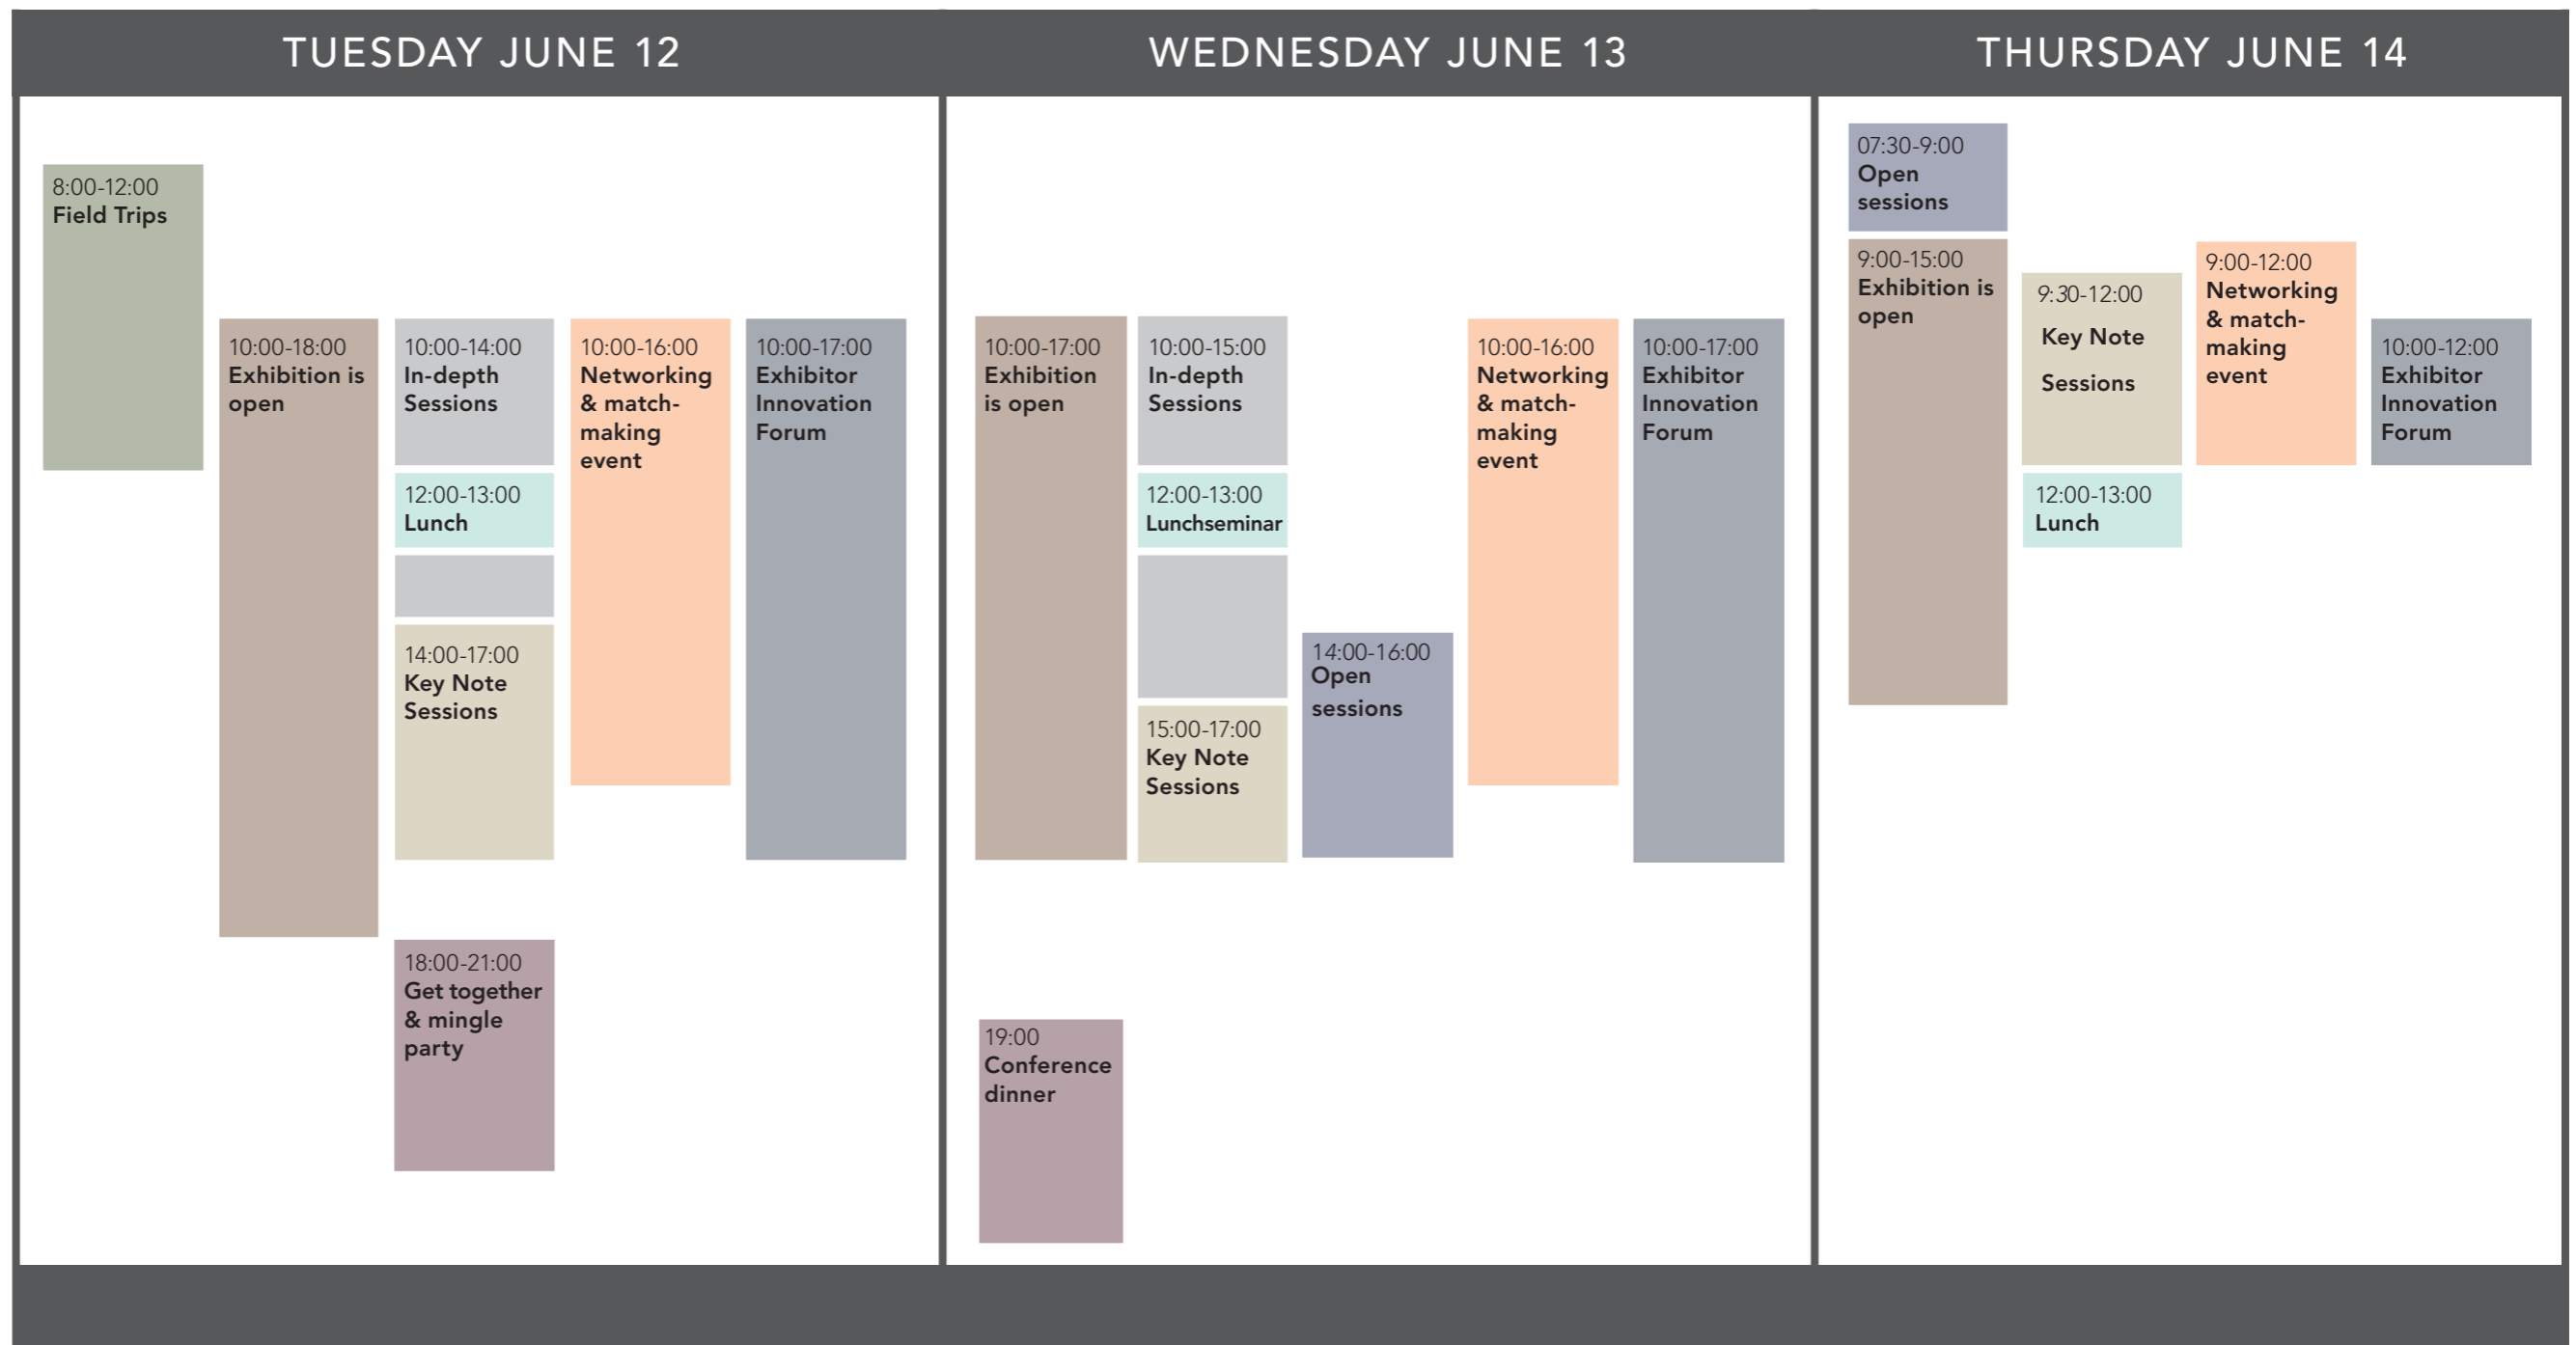 TUESDAY JUNE 12
8:00-12:00
Field Trips
10:00-18:00
Exhibition is
open
10:00-14:00
In-depth
Sessions
12:00-13:00
Lunch
14:00-17:00
Key Note
Sessions
18:00-21:00
Get together
& mingle
party
10:00-16:00
Networking
& match-
making
event
10:00-17:00
Exhibitor
Innovation
Forum
WEDNESDAY JUNE 13
10:00-17:00
Exhibition
is open
19:00
Conference
dinner
10:00-15:00
In-depth
Sessions
12:00-13:00
Lunchseminar
15:00-17:00
Key Note
Sessions
14:00-16:00
Open
sessions
10:00-16:00
Networking
& match-
making
event
10:00-17:00
Exhibitor
Innovation
Forum
THURSDAY JUNE 14
07:30-9:00
Open
sessions
9:00-15:00
Exhibition is
open
9:30-12:00
Key Note
Sessions
12:00-13:00
Lunch
9:00-12:00
Networking
& match-
making
event
10:00-12:00
Exhibitor
Innovation
Forum